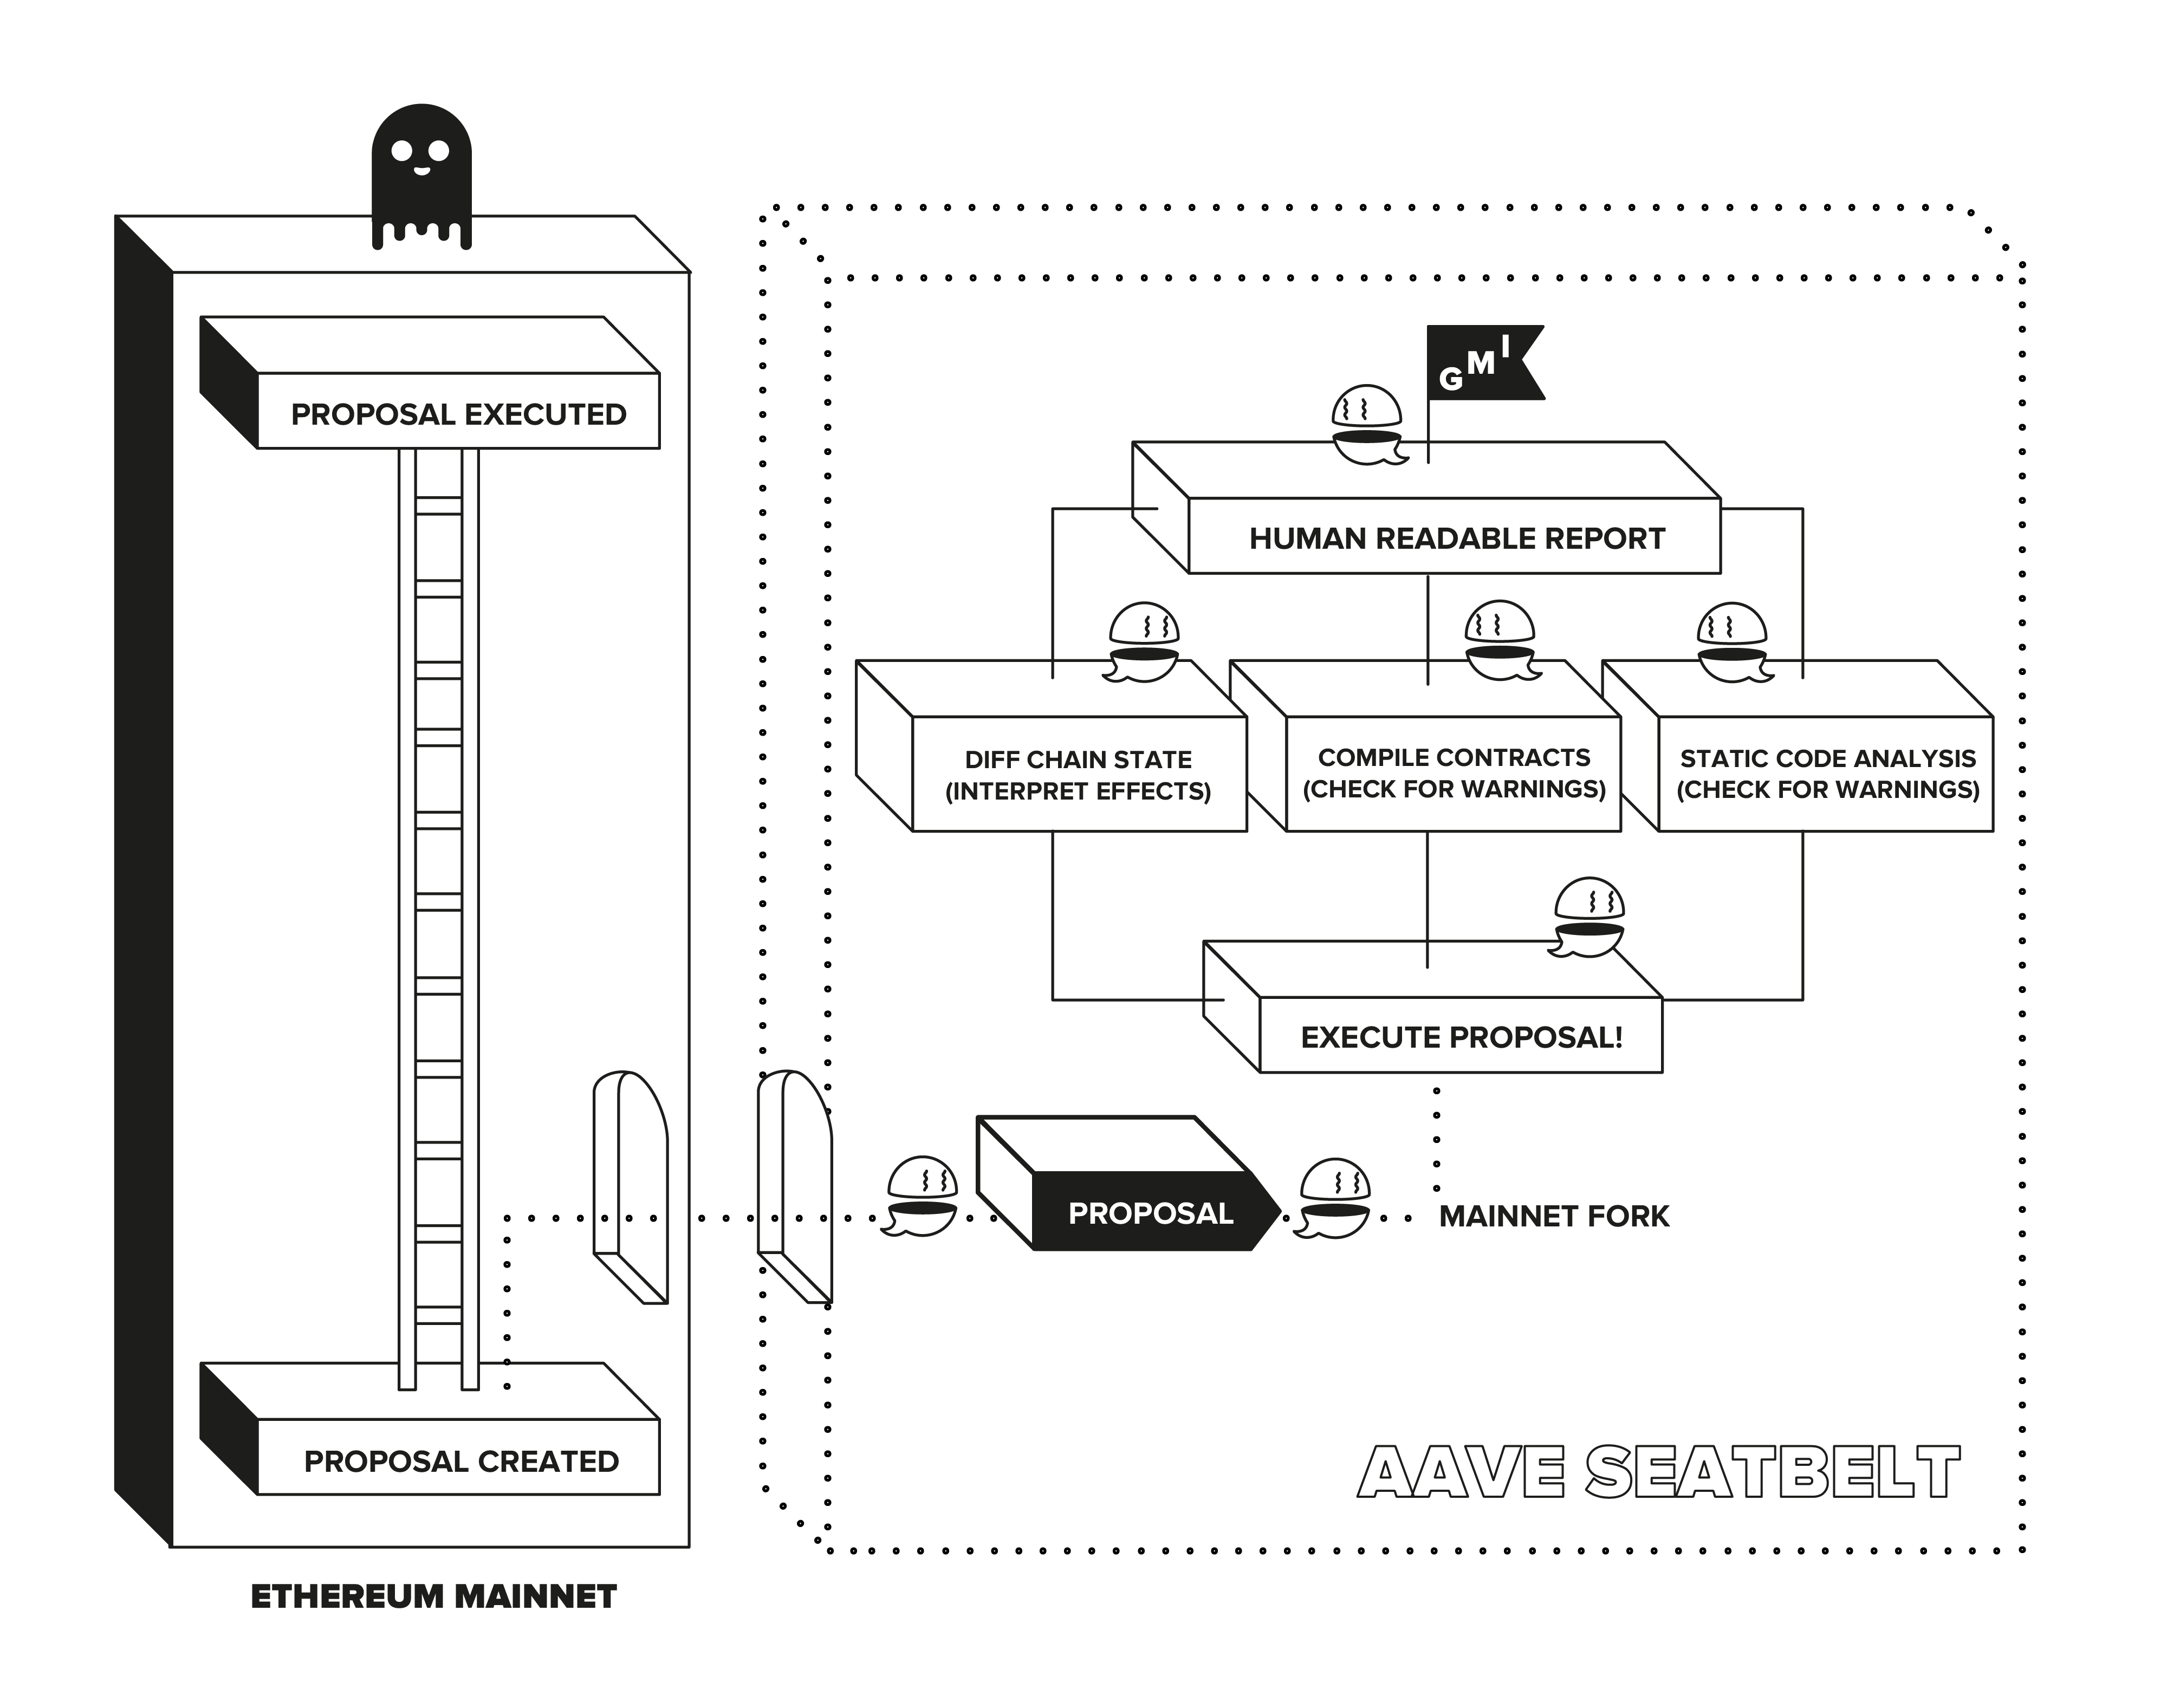 PROPOSAL EXECUTED
PROPOSAL CREATED
ETHEREUM MAINNET
GMI
HUMAN READABLE REPORT
DIFF CHAIN STATE
(INTERPRET EFFECTS)
COMPILE CONTRACTS
(CHECK FOR WARNINGS)
STATIC CODE ANALYSIS
(CHECK FOR WARNINGS)
EXECUTE PROPOSAL!
PROPOSAL
MAINNET FORK
AAVE SEATBELT